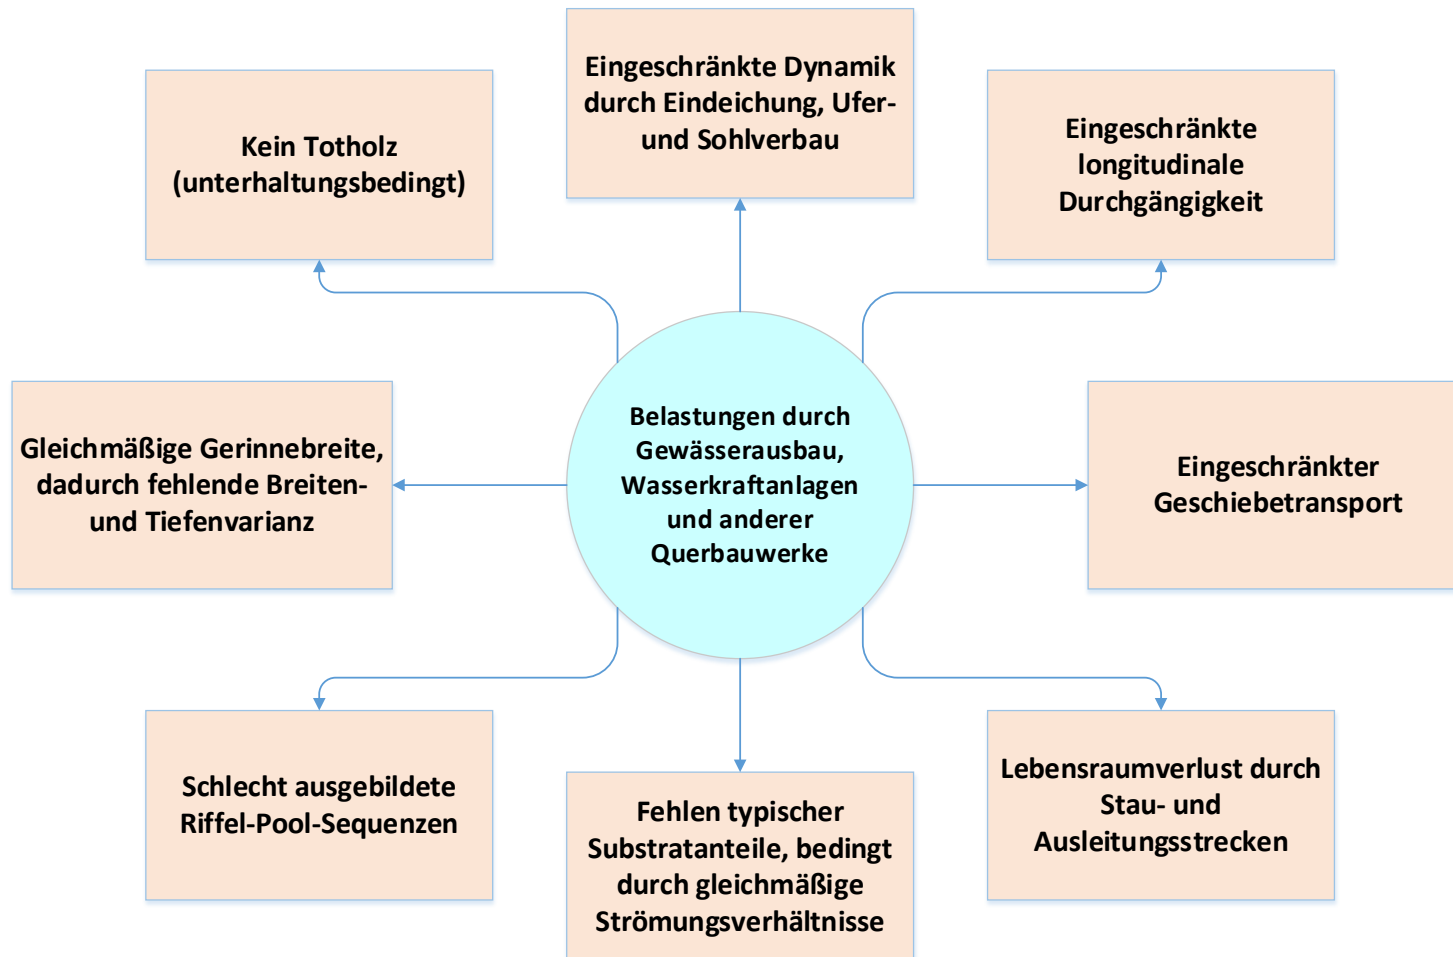 Eingeschränkte Dynamik
durch Eindeichung, Ufer-
und Sohlverbau
Kein Totholz
(unterhaltungsbedingt)
Eingeschränkte
longitudinale
Durchgängigkeit
Gleichmäßige Gerinnebreite,
dadurch fehlende Breiten-
und Tiefenvarianz
Belastungen durch
Gewässerausbau,
Wasserkraftanlagen
und anderer
Querbauwerke
Eingeschränkter
Geschiebetransport
Schlecht ausgebildete
Riffel-Pool-Sequenzen
Fehlen typischer
Substratanteile, bedingt
durch gleichmäßige
Strömungsverhältnisse
Lebensraumverlust durch
Stau- und
Ausleitungsstrecken